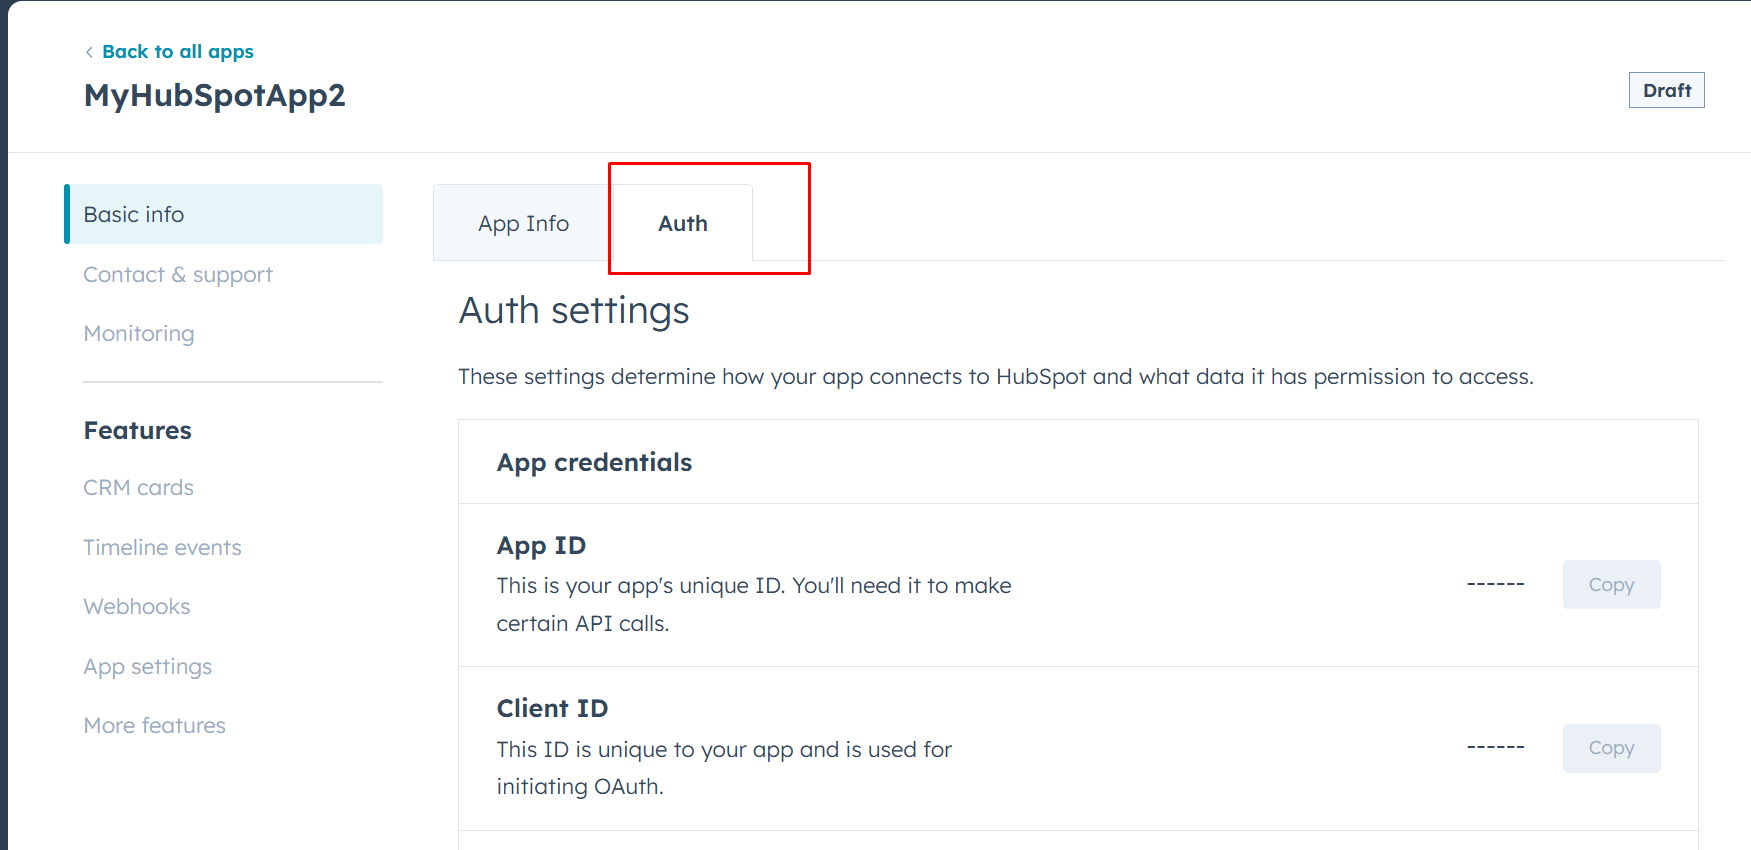 Back to all apps
MyHubSpotApp2
Draft
Basic info
Contact & support
Monitoring
Features
CRM cards
Timeline events
Webhooks
App settings
More features
App Info
Auth
Auth settings
These settings determine how your app connects to HubSpot and what data it has permission to access.
App credentials
App ID
This is your app's unique ID. You'll need it to make
certain API calls.
------
Copy
Client ID
This ID is unique to your app and is used for
initiating OAuth.
------
Copy